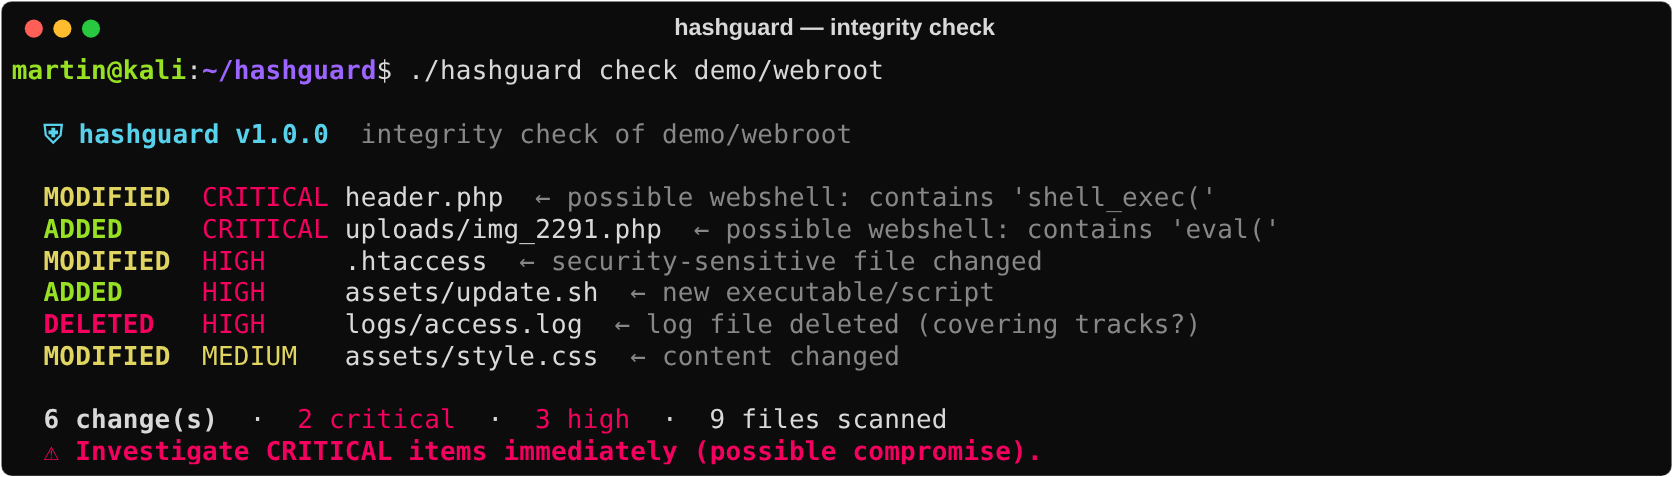 hashguard — integrity check
martin@kali:~/hashguard$ ./hashguard check demo/webroot
⛨ hashguard v1.0.0  integrity check of demo/webroot
MODIFIED  CRITICAL header.php  ← possible webshell: contains 'shell_exec('
ADDED     CRITICAL uploads/img_2291.php  ← possible webshell: contains 'eval('
MODIFIED  HIGH     .htaccess  ← security-sensitive file changed
ADDED     HIGH     assets/update.sh  ← new executable/script
DELETED   HIGH     logs/access.log  ← log file deleted (covering tracks?)
MODIFIED  MEDIUM   assets/style.css  ← content changed
6 change(s)  ·  2 critical  ·  3 high  ·  9 files scanned
⚠ Investigate CRITICAL items immediately (possible compromise).